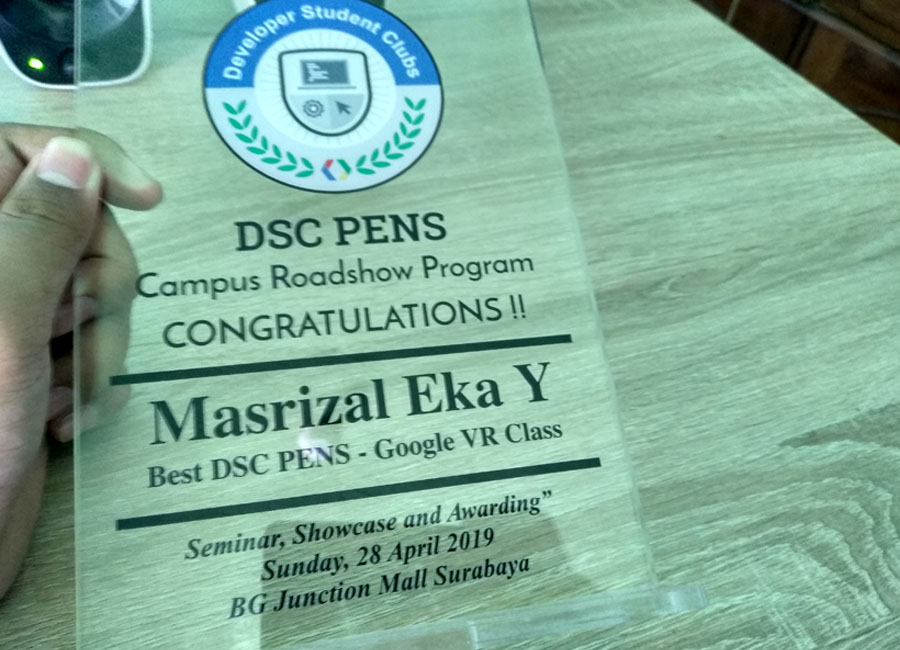 Developer Student Clubs
DSC PENS
Campus Roadshow Program
CONGRATULATIONS !!
Masrizal Eka Y
Best DSC PENS - Google VR Class
Seminar, Showcase and Awarding”
Sunday, 28 April 2019
BG Junction Mall Surabaya